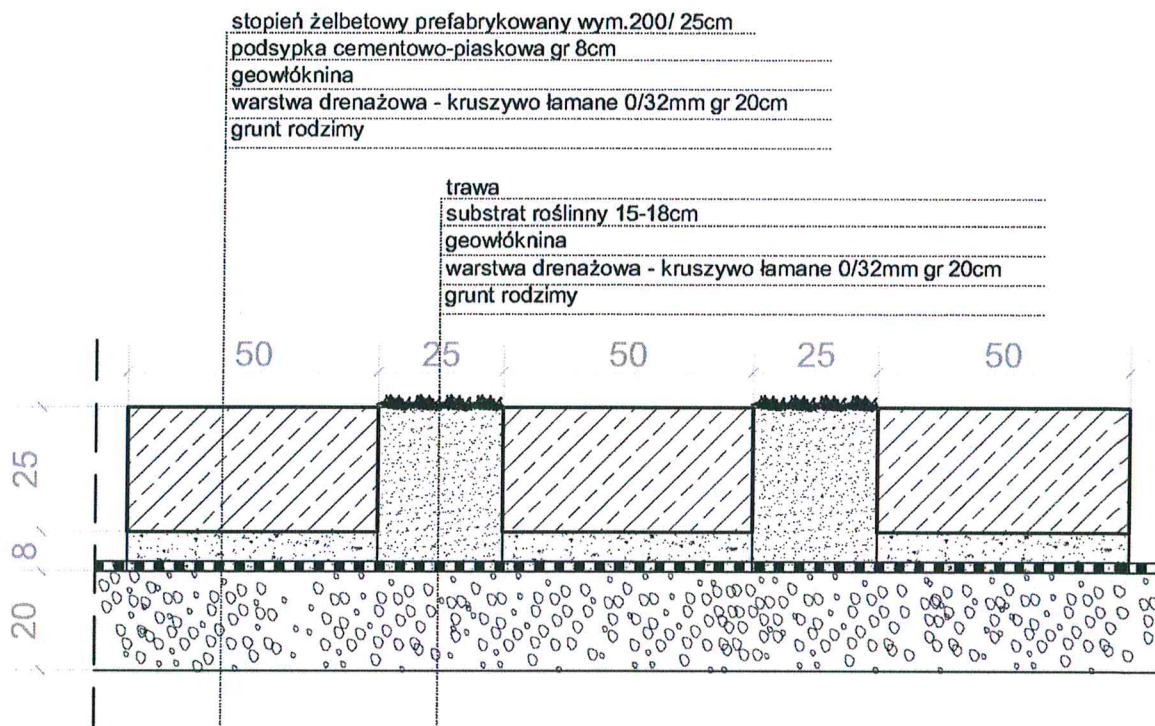 stopień żelbetowy prefabrykowany wym.200/ 25cm
podsypka cementowo-piaskowa gr 8cm
geowłóknina
warstwa drenażowa - kruszywo łamane 0/32mm gr 20cm
grunt rodzimy
trawa
substrat roślinny 15-18cm
geowłóknina
warstwa drenażowa - kruszywo łamane 0/32mm gr 20cm
grunt rodzimy
50 25 50 25 50
25
8
20